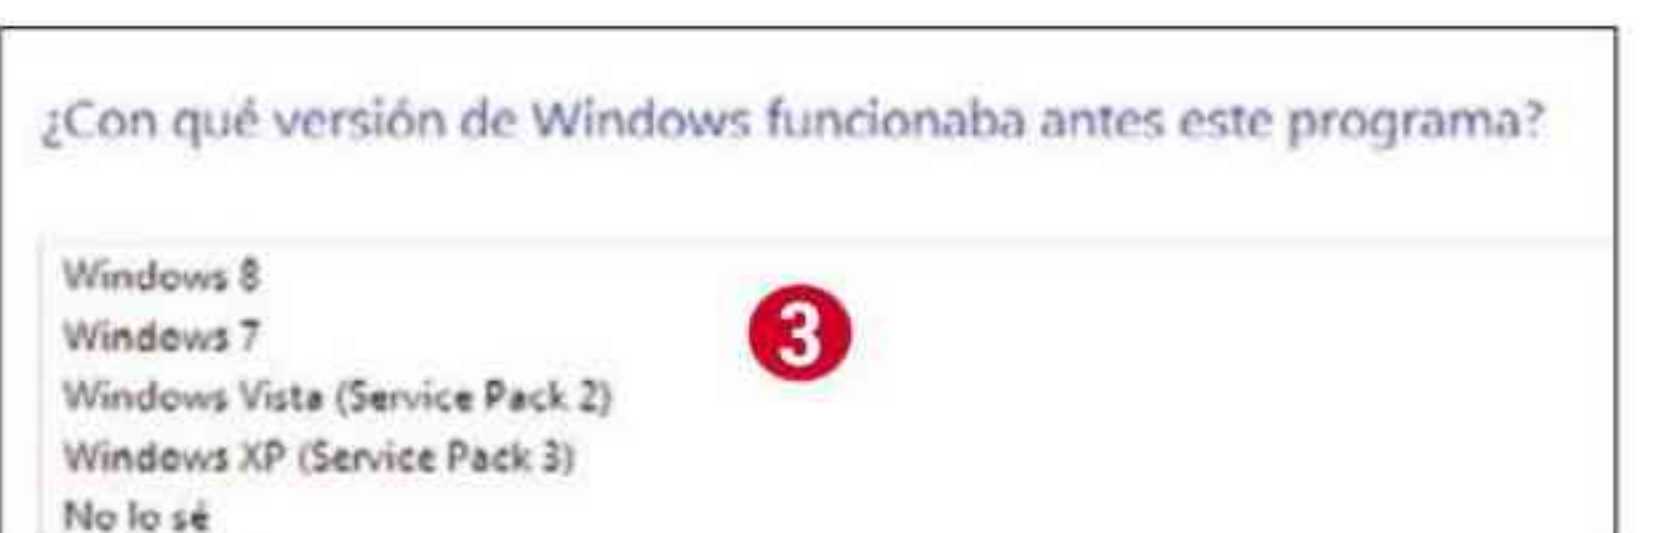 ¿Con qué versión de Windows funcionaba antes este programa?
Windows 8
Windows 7
3
Windows Vista (Service Pack 2)
Windows XP (Service Pack 3)
No lo sé